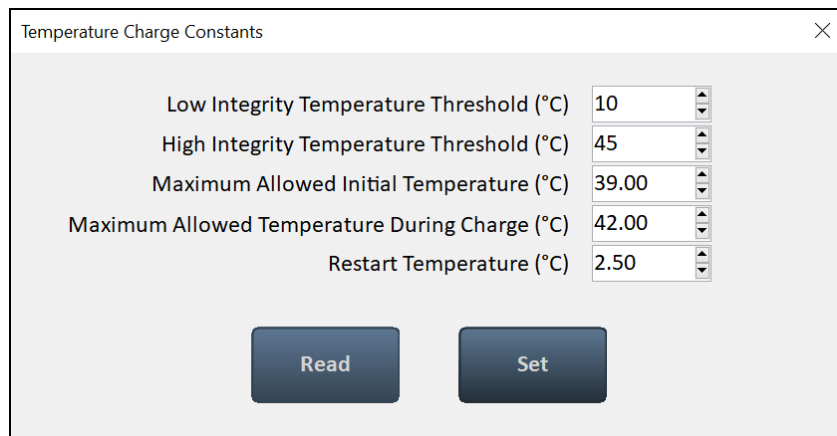 Temperature Charge Constants
Low Integrity Temperature Threshold (°C) 10
High Integrity Temperature Threshold (°C) 45
Maximum Allowed Initial Temperature (°C) 39.00
Maximum Allowed Temperature During Charge (°C) 42.00
Restart Temperature (°C) 2.50
Read Set